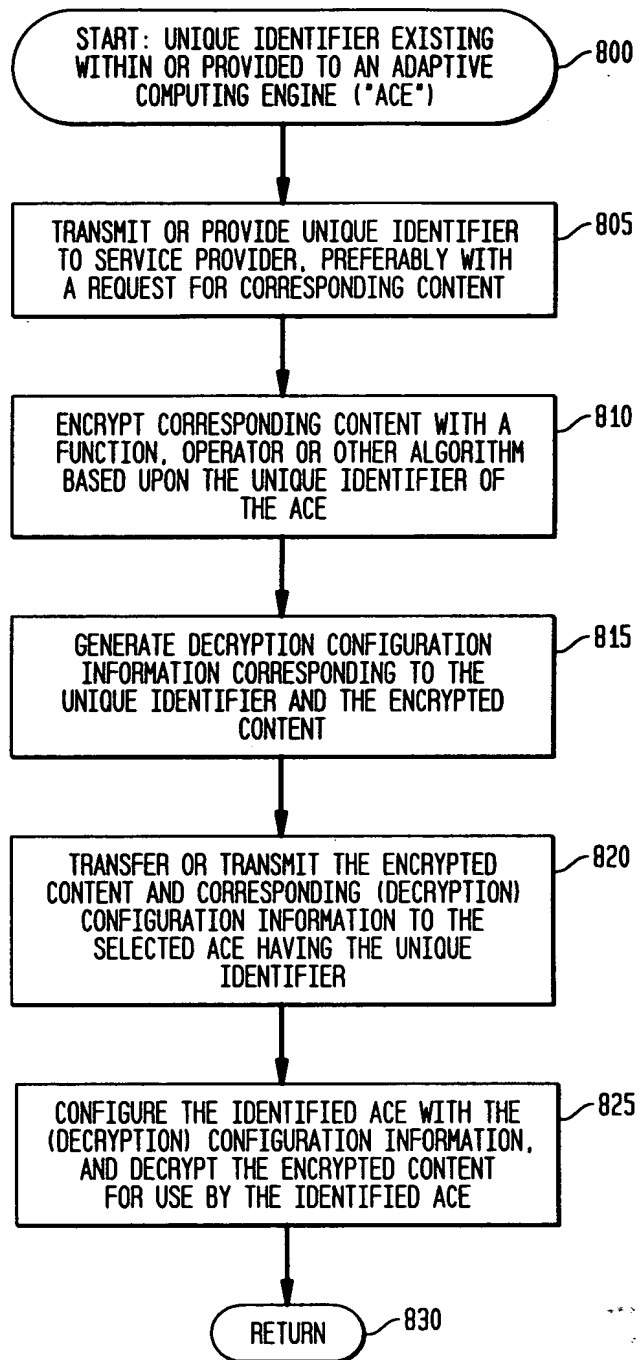 START: UNIQUE IDENTIFIER EXISTING
WITHIN OR PROVIDED TO AN ADAPTIVE
COMPUTING ENGINE ("ACE")
800
TRANSMIT OR PROVIDE UNIQUE IDENTIFIER
TO SERVICE PROVIDER, PREFERABLY WITH
A REQUEST FOR CORRESPONDING CONTENT
805
ENCRYPT CORRESPONDING CONTENT WITH A
FUNCTION, OPERATOR OR OTHER ALGORITHM
BASED UPON THE UNIQUE IDENTIFIER OF
THE ACE
810
GENERATE DECRYPTION CONFIGURATION
INFORMATION CORRESPONDING TO THE
UNIQUE IDENTIFIER AND THE ENCRYPTED
CONTENT
815
TRANSFER OR TRANSMIT THE ENCRYPTED
CONTENT AND CORRESPONDING (DECRYPTION)
CONFIGURATION INFORMATION TO THE
SELECTED ACE HAVING THE UNIQUE
IDENTIFIER
820
CONFIGURE THE IDENTIFIED ACE WITH THE
(DECRYPTION) CONFIGURATION INFORMATION,
AND DECRYPT THE ENCRYPTED CONTENT
FOR USE BY THE IDENTIFIED ACE
825
RETURN
830